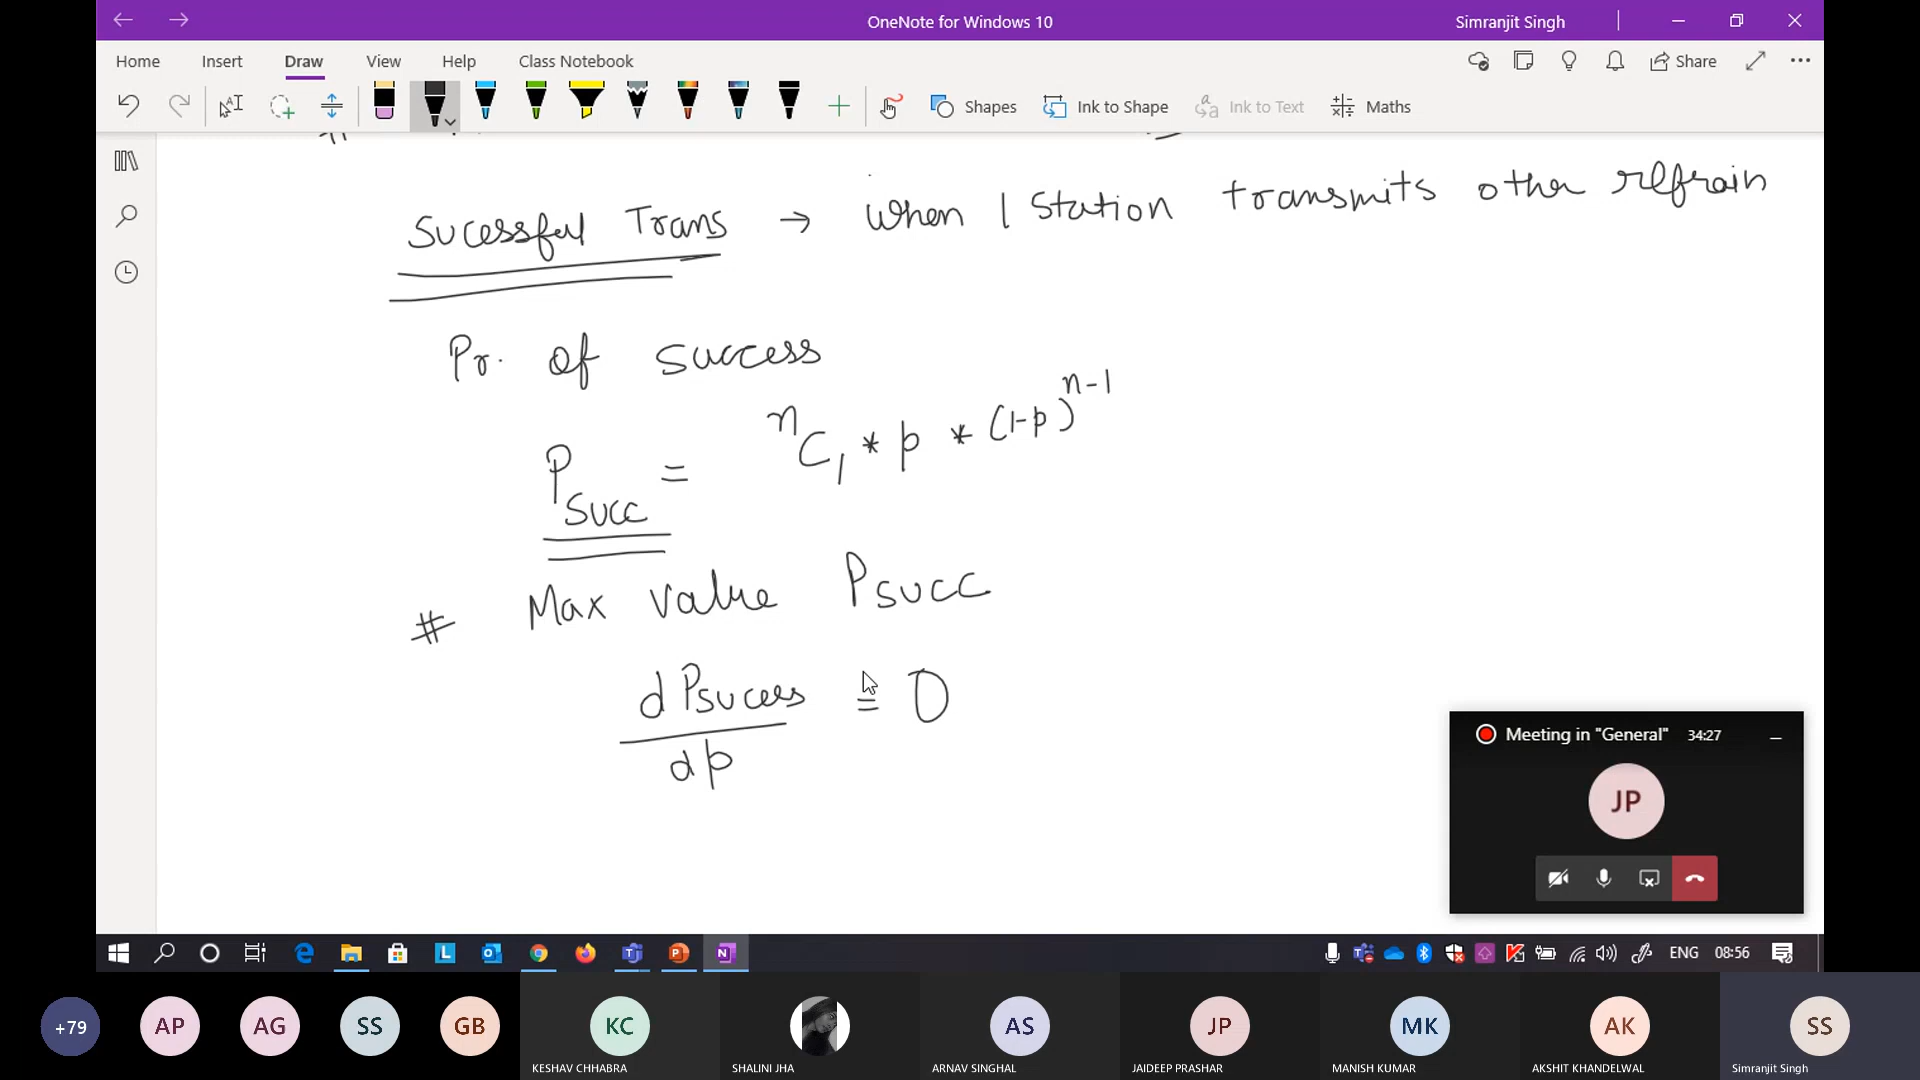 OneNote for Windows 10
Simranjit Singh
Home Insert Draw View Help Class Notebook
Share
Shapes Ink to Shape Ink to Text Maths
Sucessful Trans → When 1 Station transmits other refrain
Pr. of success
P_succ = ⁿC₁ * p * (1-p)ⁿ⁻¹
# Max value Psucc
dPsucess = 0
dp
Meeting in "General" 34:27
JP
ENG 08:56
+79 AP AG SS GB KC AS JP MK AK SS
KESHAV CHHABRA SHALINI JHA ARNAV SINGHAL JAIDEEP PRASHAR MANISH KUMAR AKSHIT KHANDELWAL Simranjit Singh